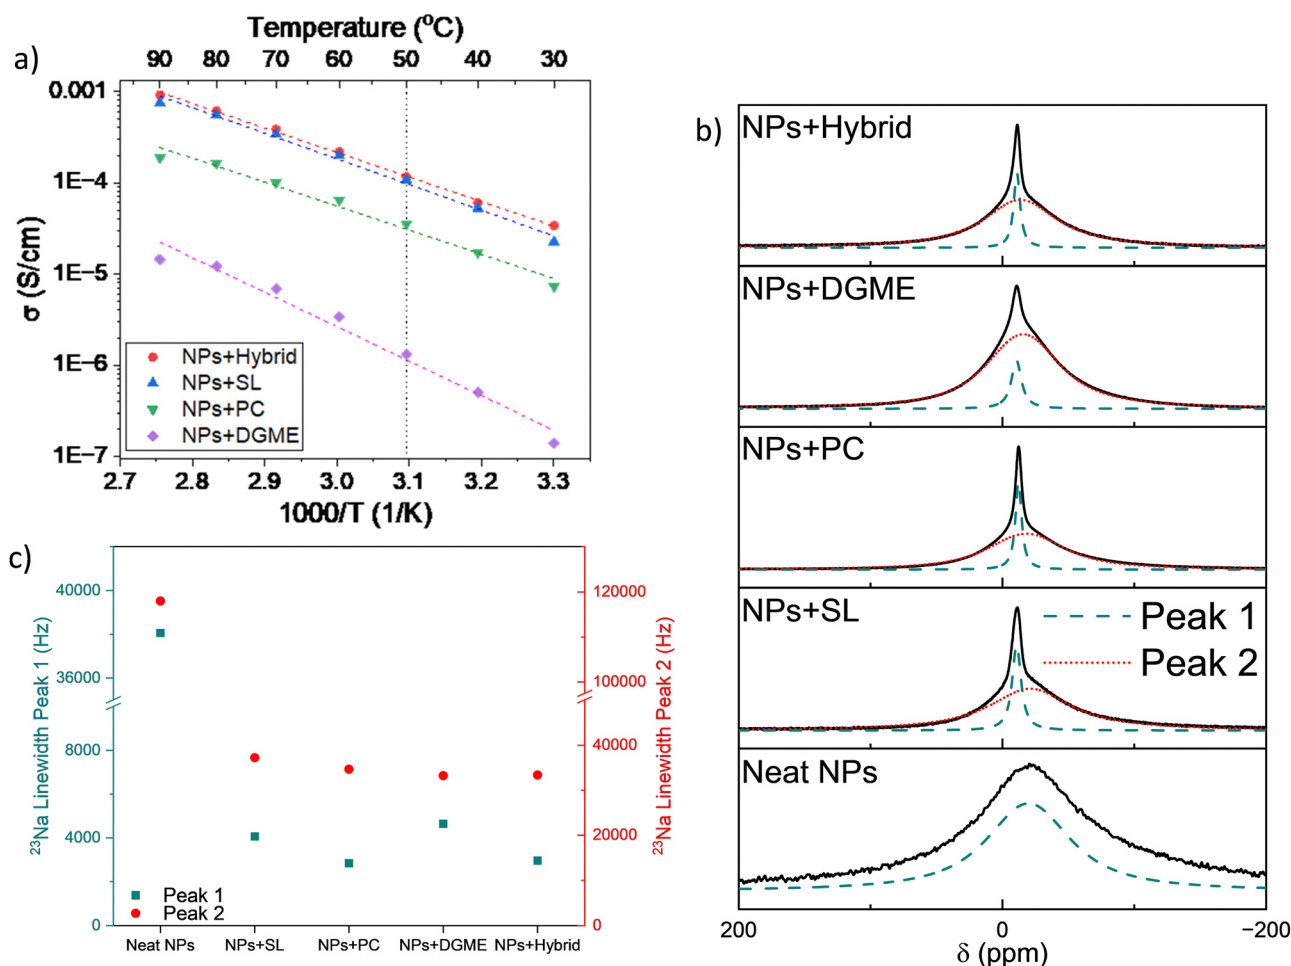 a)
Temperature (°C)
90 80 70 60 50 40 30
0.001
1E−4
1E−5
1E−6
1E−7
σ (S/cm)
NPs+Hybrid
NPs+SL
NPs+PC
NPs+DGME
2.7 2.8 2.9 3.0 3.1 3.2 3.3
1000/T (1/K)
b)
NPs+Hybrid
NPs+DGME
NPs+PC
NPs+SL
Peak 1
Peak 2
Neat NPs
200 0 −200
δ (ppm)
c)
40000
36000
8000
4000
0
²³Na Linewidth Peak 1 (Hz)
120000
100000
40000
20000
0
²³Na Linewidth Peak 2 (Hz)
Peak 1
Peak 2
Neat NPs NPs+SL NPs+PC NPs+DGME NPs+Hybrid